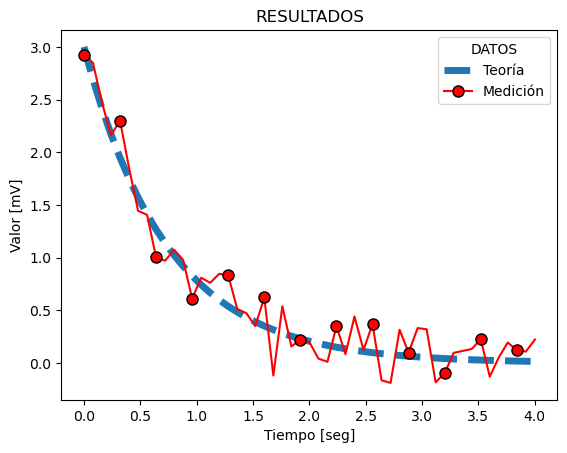 RESULTADOS
DATOS
Teoría
Medición
Valor [mV]
3.0
2.5
2.0
1.5
1.0
0.5
0.0
0.0 0.5 1.0 1.5 2.0 2.5 3.0 3.5 4.0
Tiempo [seg]